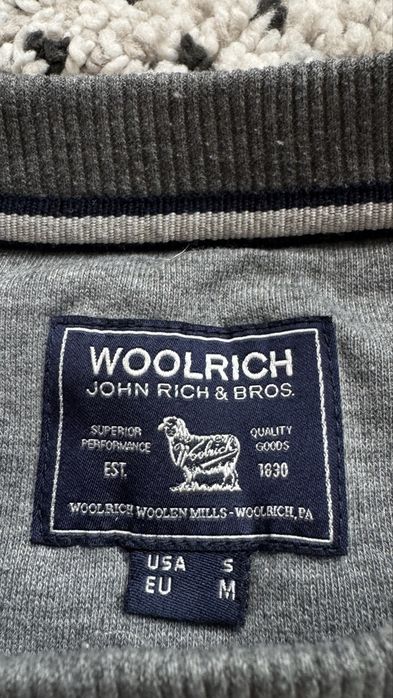 WOOLRICH
JOHN RICH & BROS.
SUPERIOR PERFORMANCE
Woolrich
QUALITY GOODS
EST. 1830
WOOLRICH WOOLEN MILLS - WOOLRICH, PA
USA S
EU M